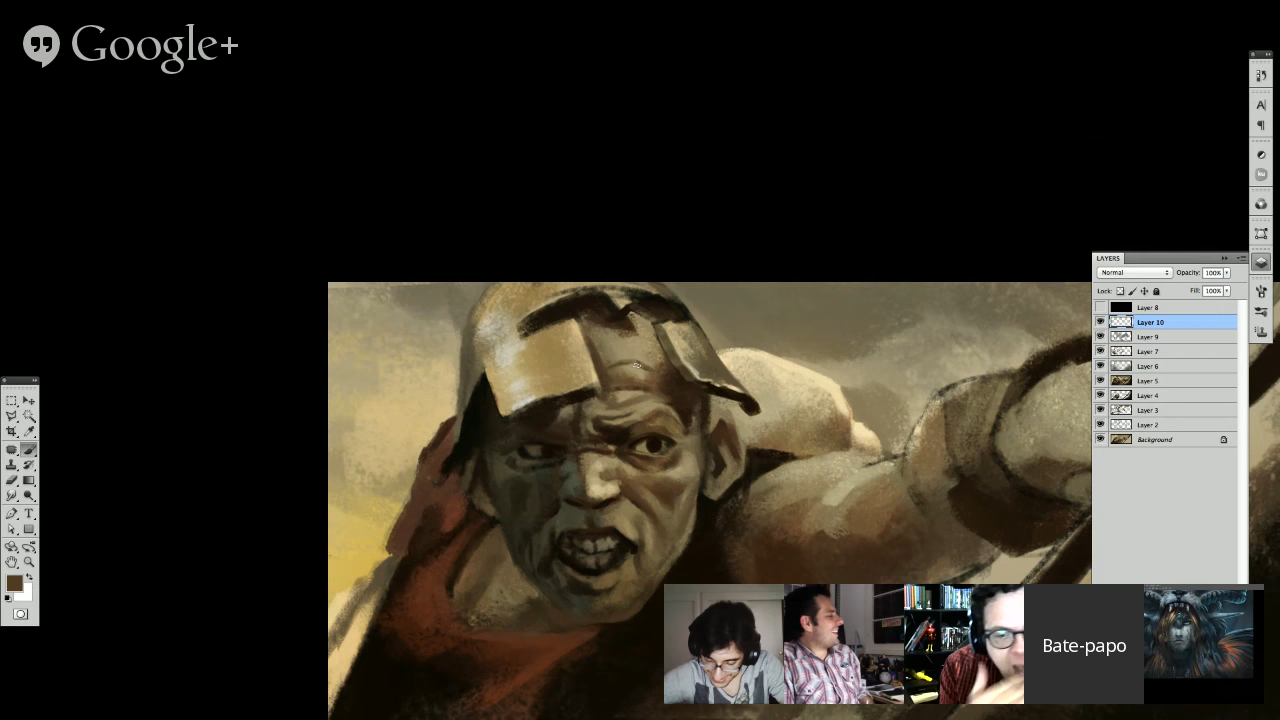 Google+
LAYERS
Normal Opacity: 100%
Lock: Fill: 100%
Layer 8
Layer 10
Layer 9
Layer 7
Layer 6
Layer 5
Layer 4
Layer 3
Layer 2
Background
Bate-papo